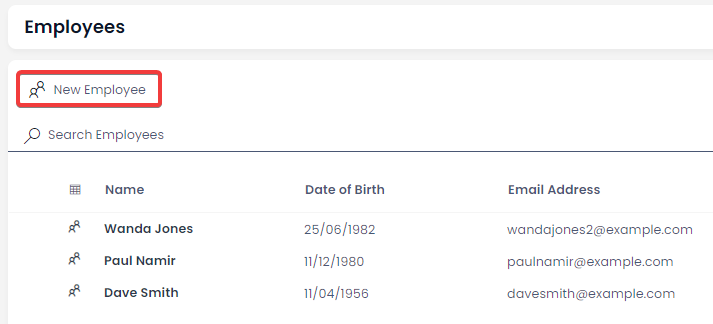 Employees
New Employee
Search Employees
Name Date of Birth Email Address
Wanda Jones 25/06/1982 wandajones2@example.com
Paul Namir 11/12/1980 paulnamir@example.com
Dave Smith 11/04/1956 davesmith@example.com